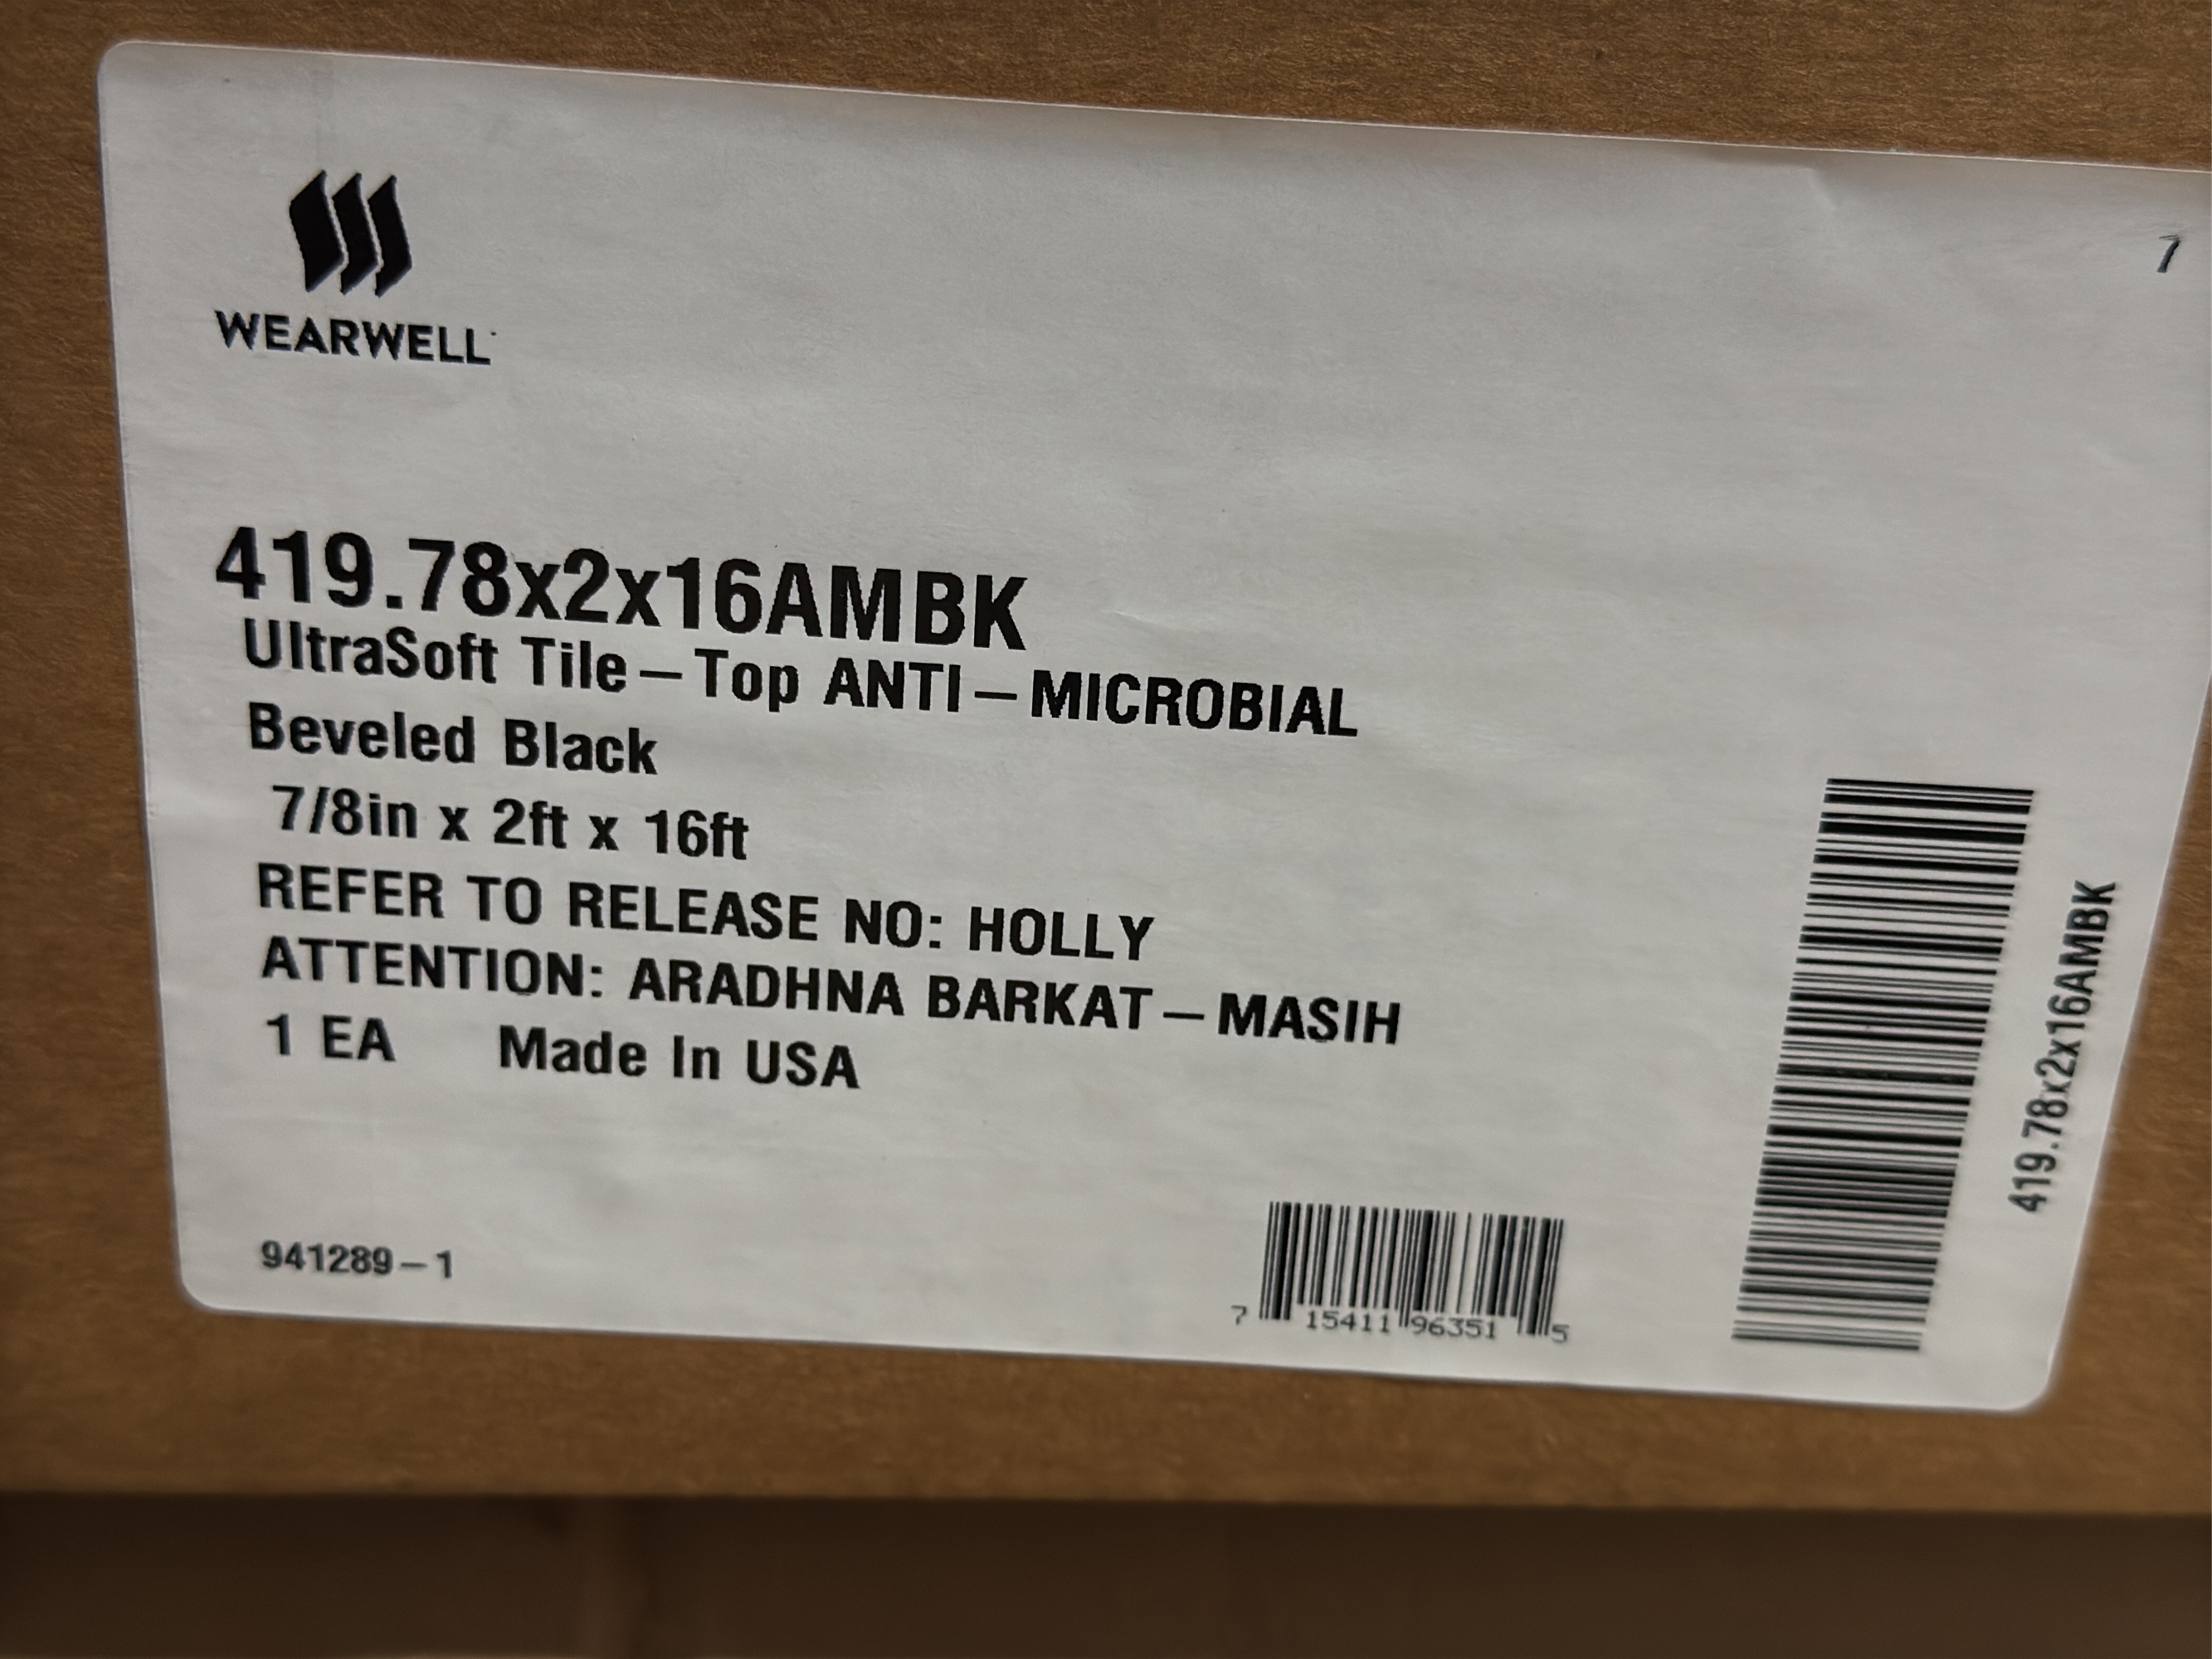 7
WEARWELL
419.78x2x16AMBK
UltraSoft Tile-Top ANTI-MICROBIAL
Beveled Black
7/8in x 2ft x 16ft
REFER TO RELEASE NO: HOLLY
ATTENTION: ARADHNA BARKAT-MASIH
1 EA Made In USA
941289-1
7 15411 96351 5
419.78x2x16AMBK